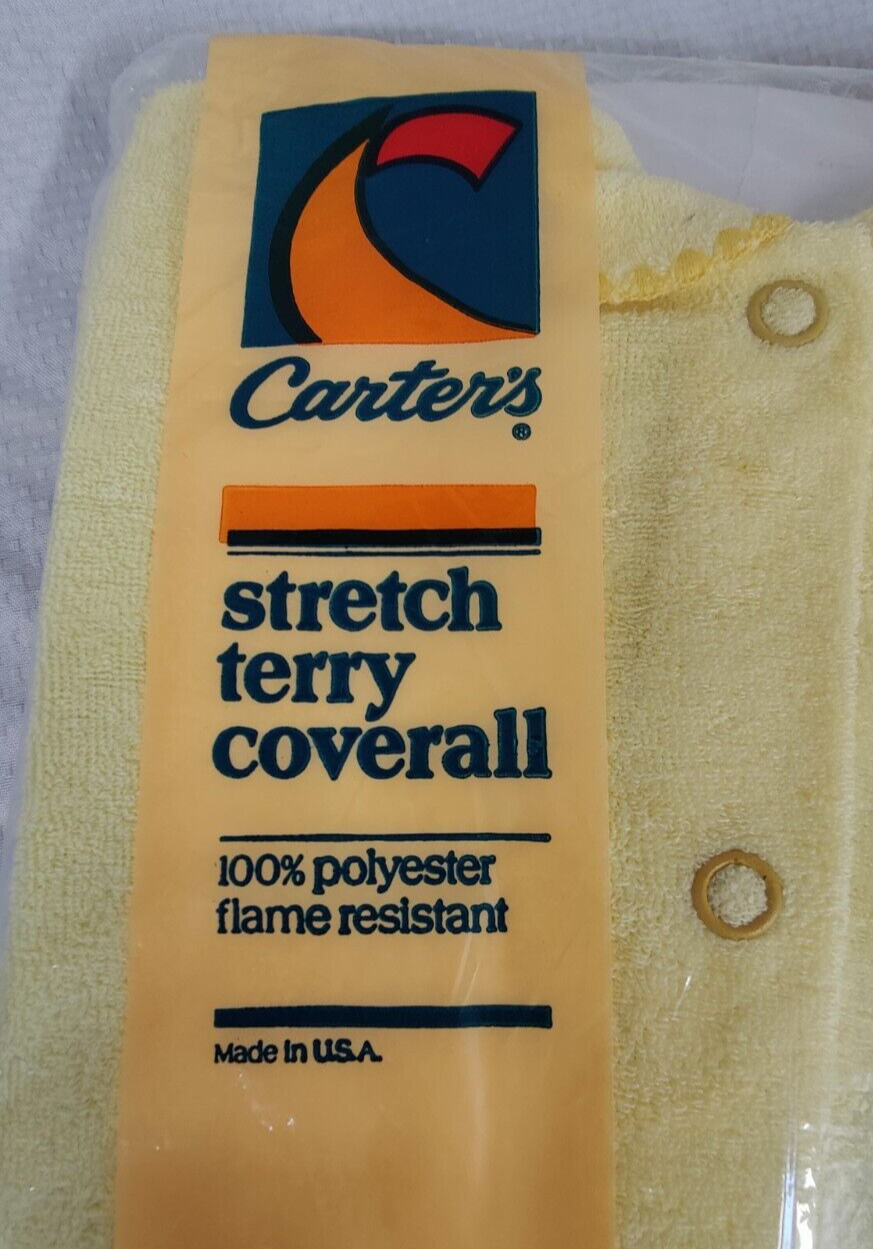 Carter's
®
stretch
terry
coverall
100% polyester
flame resistant
Made in U.S.A.